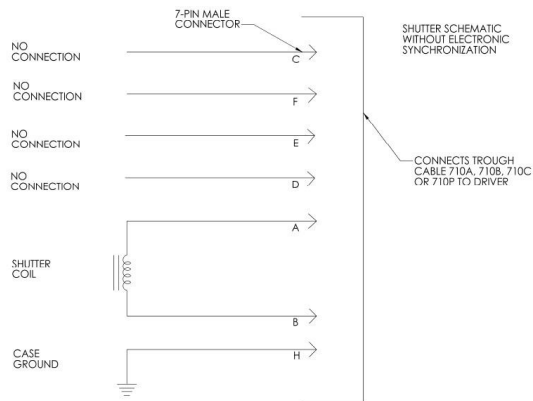 7-PIN MALE
CONNECTOR
SHUTTER SCHEMATIC
WITHOUT ELECTRONIC
SYNCHRONIZATION
NO
CONNECTION
C
NO
CONNECTION
F
NO
CONNECTION
E
CONNECTS TROUGH
CABLE 710A, 710B, 710C
OR 710P TO DRIVER
NO
CONNECTION
D
A
SHUTTER
COIL
B
CASE
GROUND
H